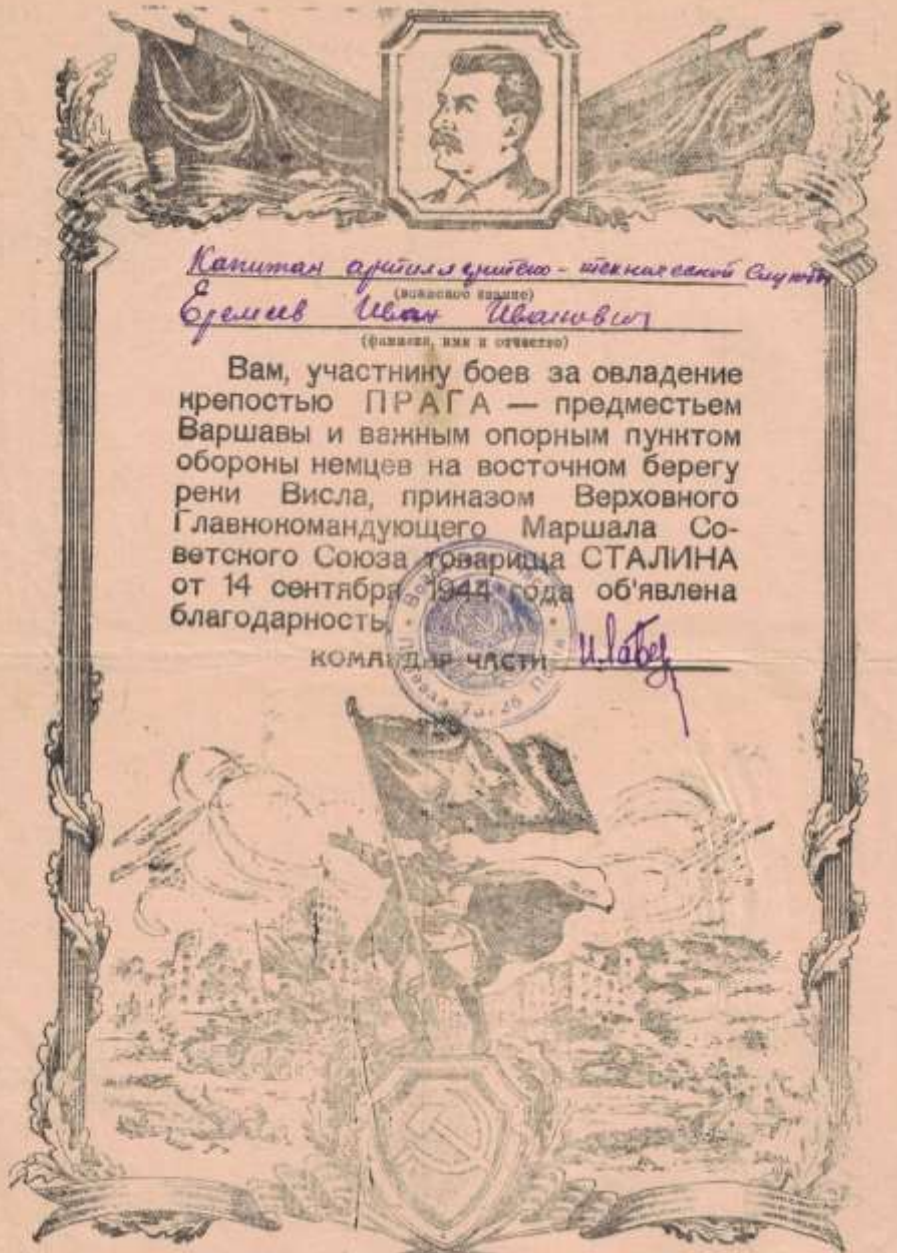 Капитан артиллерийско-технической службы
(воинское звание)
Еремеев Иван Иванович
(фамилия, имя и отчество)
Вам, участнику боев за овладение
крепостью ПРАГА — предместьем
Варшавы и важным опорным пунктом
обороны немцев на восточном берегу
реки Висла, приказом Верховного
Главнокомандующего Маршала Со-
ветского Союза товарища СТАЛИНА
от 14 сентября 1944 года об'явлена
благодарность
КОМАНДИР ЧАСТИ